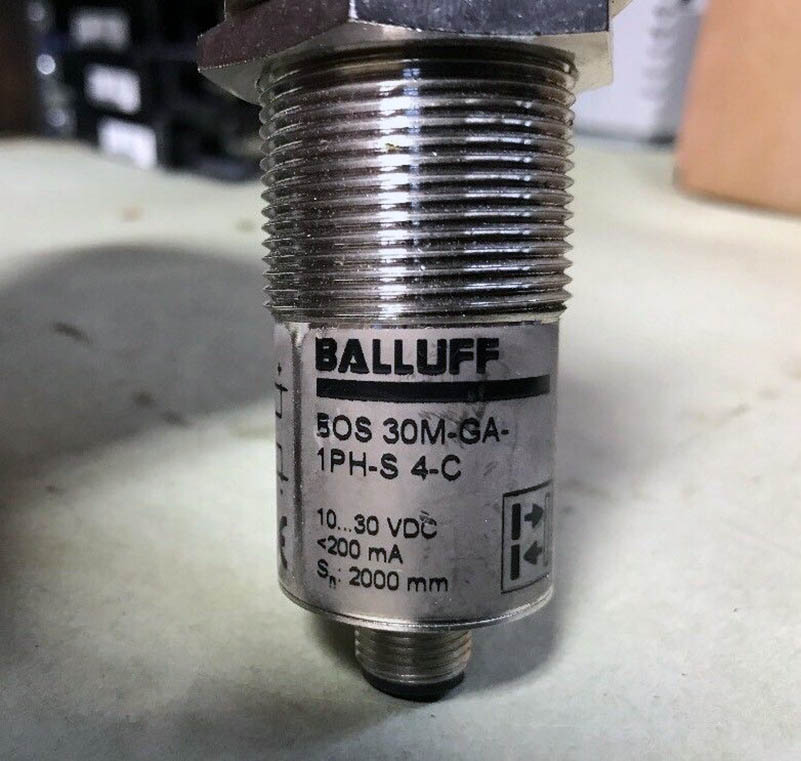 BALLUFF
BOS 30M-GA-
1PH-S 4-C
10...30 VDC
<200 mA
Sn: 2000 mm